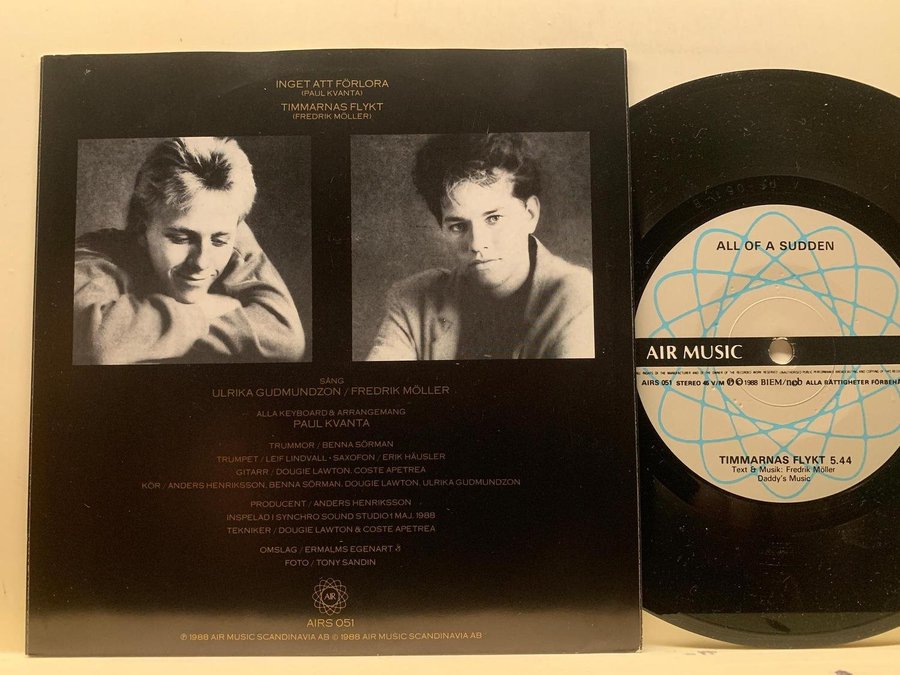 INGET ATT FÖRLORA
(PAUL KVANTA)
TIMMARNAS FLYKT
(FREDRIK MÖLLER)
SÅNG
ULRIKA GUDMUNDZON / FREDRIK MÖLLER
ALLA KEYBOARD & ARRANGEMANG
PAUL KVANTA
TRUMMOR / BENNA SÖRMAN
TRUMPET / LEIF LINDVALL · SAXOFON / ERIK HÄUSLER
GITARR / DOUGIE LAWTON, COSTE APETREA
KÖR / ANDERS HENRIKSSON, BENNA SÖRMAN, DOUGIE LAWTON, ULRIKA GUDMUNDZON
PRODUCENT / ANDERS HENRIKSSON
INSPELAD I SYNCHRO SOUND STUDIO 1 MAJ. 1988
TEKNIKER / DOUGIE LAWTON & COSTE APETREA
OMSLAG / ERMALMS EGENART
FOTO / TONY SANDIN
AIR
AIRS 051
℗ 1988 AIR MUSIC SCANDINAVIA AB © 1988 AIR MUSIC SCANDINAVIA AB
ALL OF A SUDDEN
AIR MUSIC
AIRS 051 STEREO 45 V/M ℗ © 1988 BIEM/ncb ALLA RÄTTIGHETER FÖRBEHÅ
TIMMARNAS FLYKT 5.44
Text & Musik: Fredrik Möller
Daddy's Music